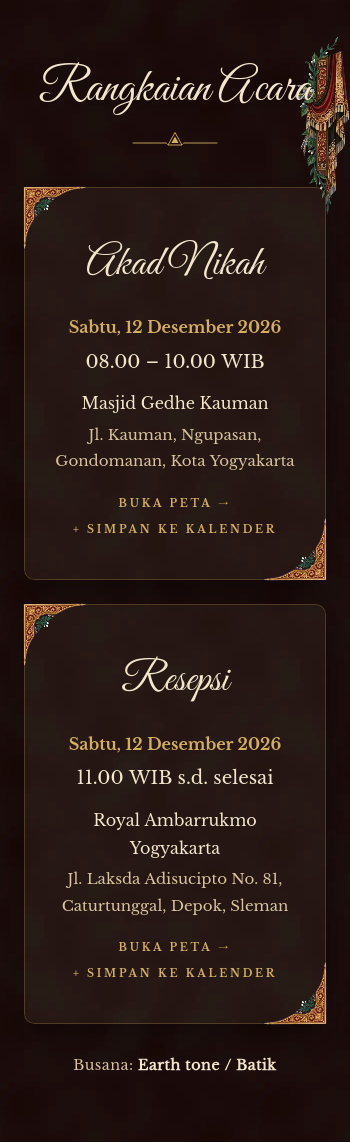 Rangkaian Acara
Akad Nikah
Sabtu, 12 Desember 2026
08.00 – 10.00 WIB
Masjid Gedhe Kauman
Jl. Kauman, Ngupasan,
Gondomanan, Kota Yogyakarta
BUKA PETA →
+ SIMPAN KE KALENDER
Resepsi
Sabtu, 12 Desember 2026
11.00 WIB s.d. selesai
Royal Ambarrukmo
Yogyakarta
Jl. Laksda Adisucipto No. 81,
Caturtunggal, Depok, Sleman
BUKA PETA →
+ SIMPAN KE KALENDER
Busana: Earth tone / Batik